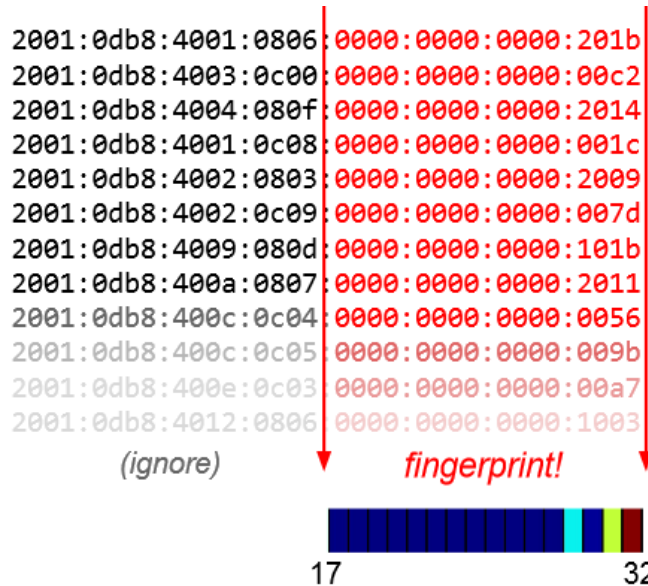 2001:0db8:4001:0806:0000:0000:0000:201b
2001:0db8:4003:0c00:0000:0000:0000:00c2
2001:0db8:4004:080f:0000:0000:0000:2014
2001:0db8:4001:0c08:0000:0000:0000:001c
2001:0db8:4002:0803:0000:0000:0000:2009
2001:0db8:4002:0c09:0000:0000:0000:007d
2001:0db8:4009:080d:0000:0000:0000:101b
2001:0db8:400a:0807:0000:0000:0000:2011
2001:0db8:400c:0c04:0000:0000:0000:0056
2001:0db8:400c:0c05:0000:0000:0000:009b
2001:0db8:400e:0c03:0000:0000:0000:00a7
2001:0db8:4012:0806:0000:0000:0000:1003
(ignore) fingerprint!
17 32